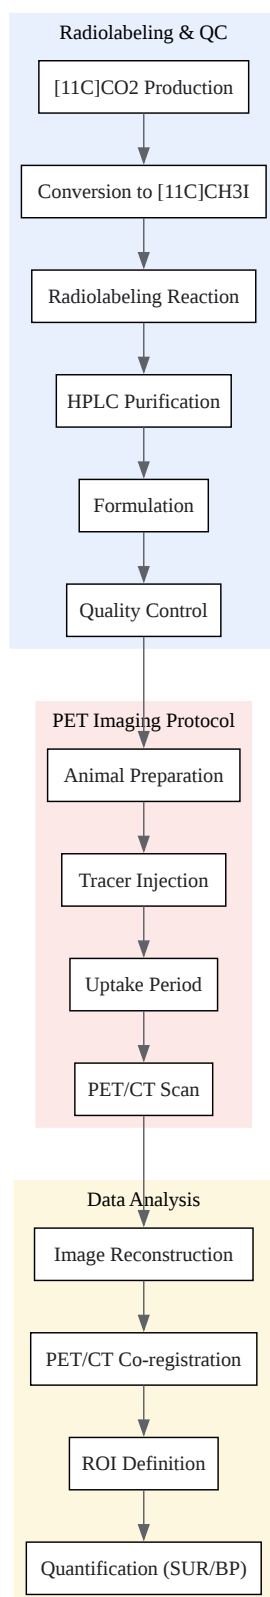 Radiolabeling & QC
[11C]CO2 Production
Conversion to [11C]CH3I
Radiolabeling Reaction
HPLC Purification
Formulation
Quality Control
PET Imaging Protocol
Animal Preparation
Tracer Injection
Uptake Period
PET/CT Scan
Data Analysis
Image Reconstruction
PET/CT Co-registration
ROI Definition
Quantification (SUR/BP)